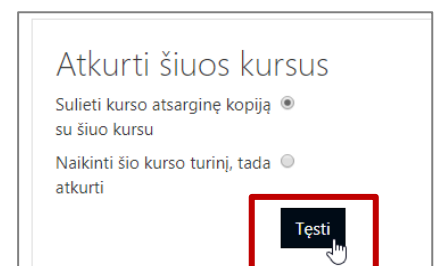 Atkurti šiuos kursus
Sulieti kurso atsarginę kopiją
su šiuo kursu
Naikinti šio kurso turinį, tada
atkurti
Tęsti